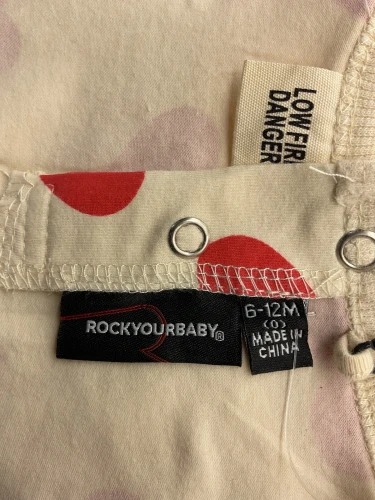 LOW FIRE
DANGER
ROCKYOURBABY®
6-12M
(0)
MADE IN
CHINA